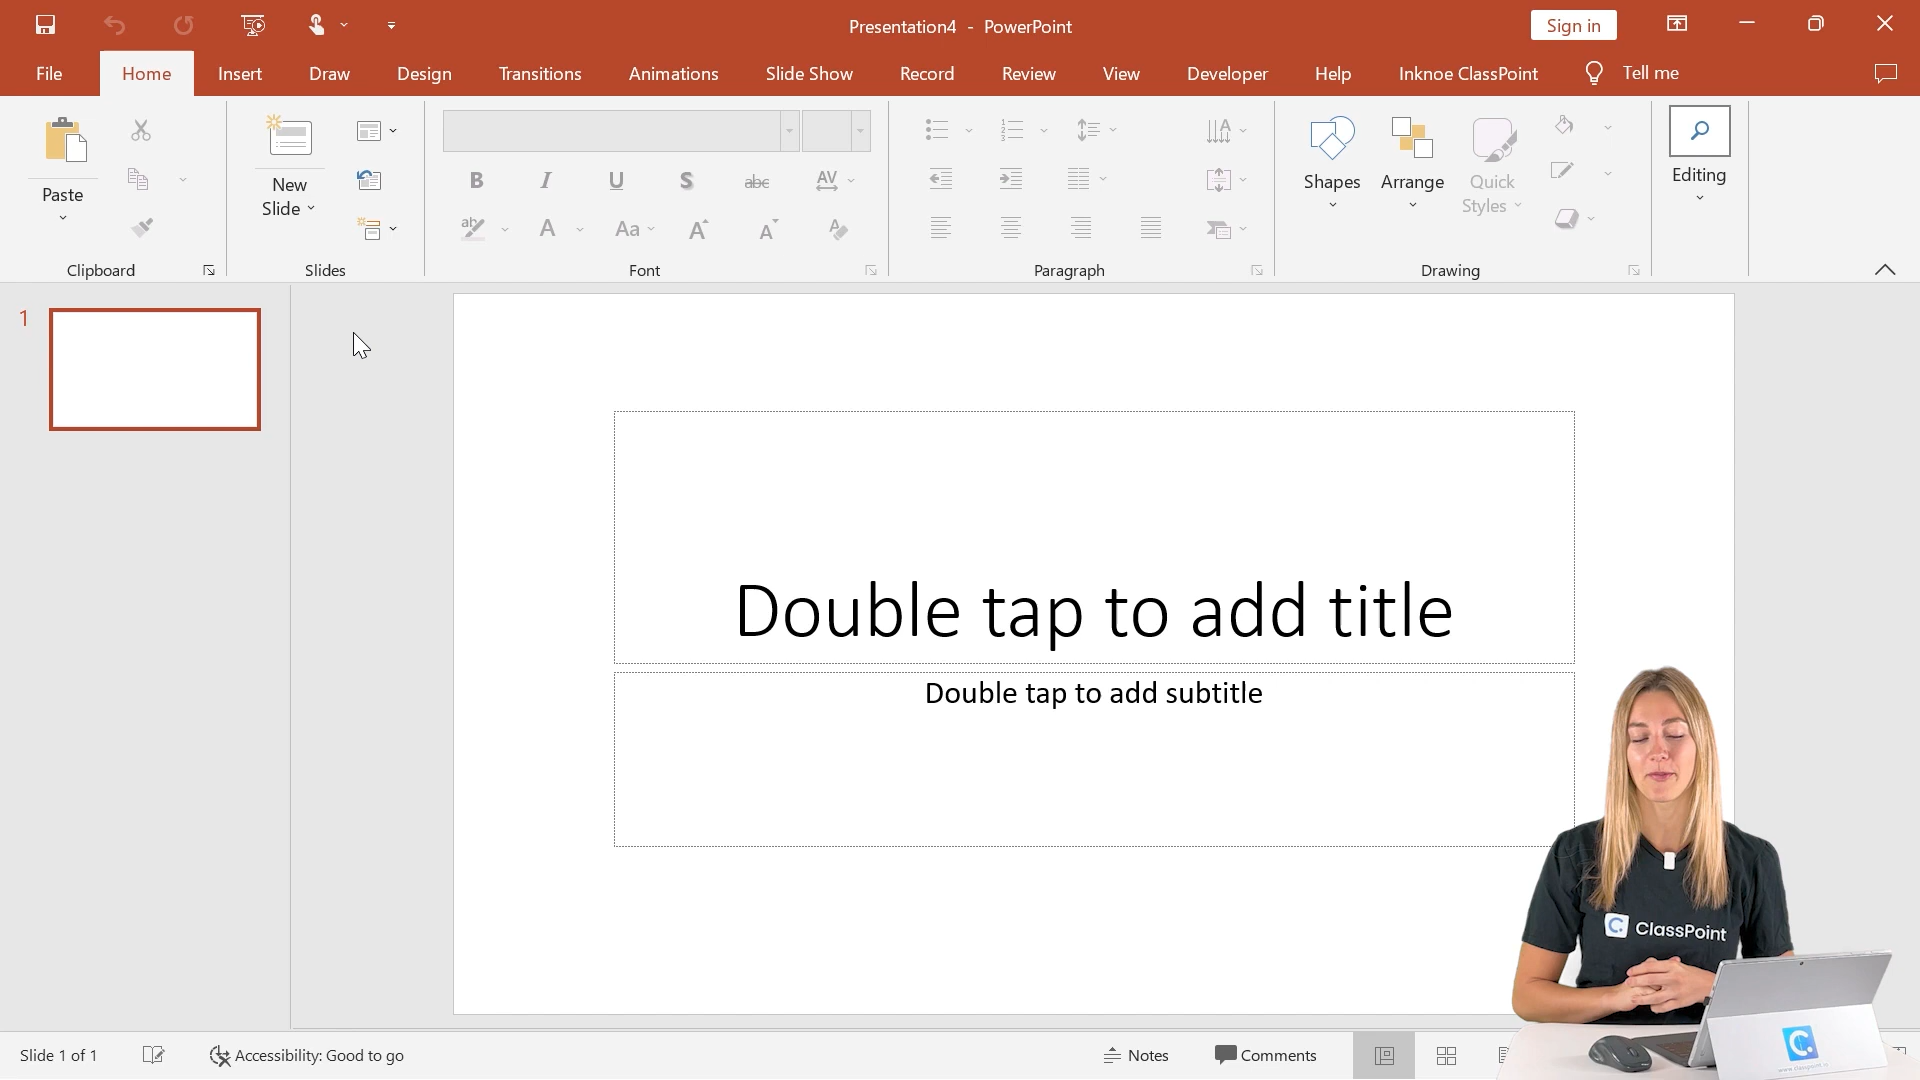 Presentation4 - PowerPoint
Sign in
File Home Insert Draw Design Transitions Animations Slide Show Record Review View Developer Help Inknoe ClassPoint Tell me
Paste
New
Slide
B I U S abc AV
ab A Aa A A A
Shapes
Arrange
Quick
Styles
Editing
Clipboard Slides Font Paragraph Drawing
1
Double tap to add title
Double tap to add subtitle
C. ClassPoint
Slide 1 of 1 Accessibility: Good to go Notes Comments